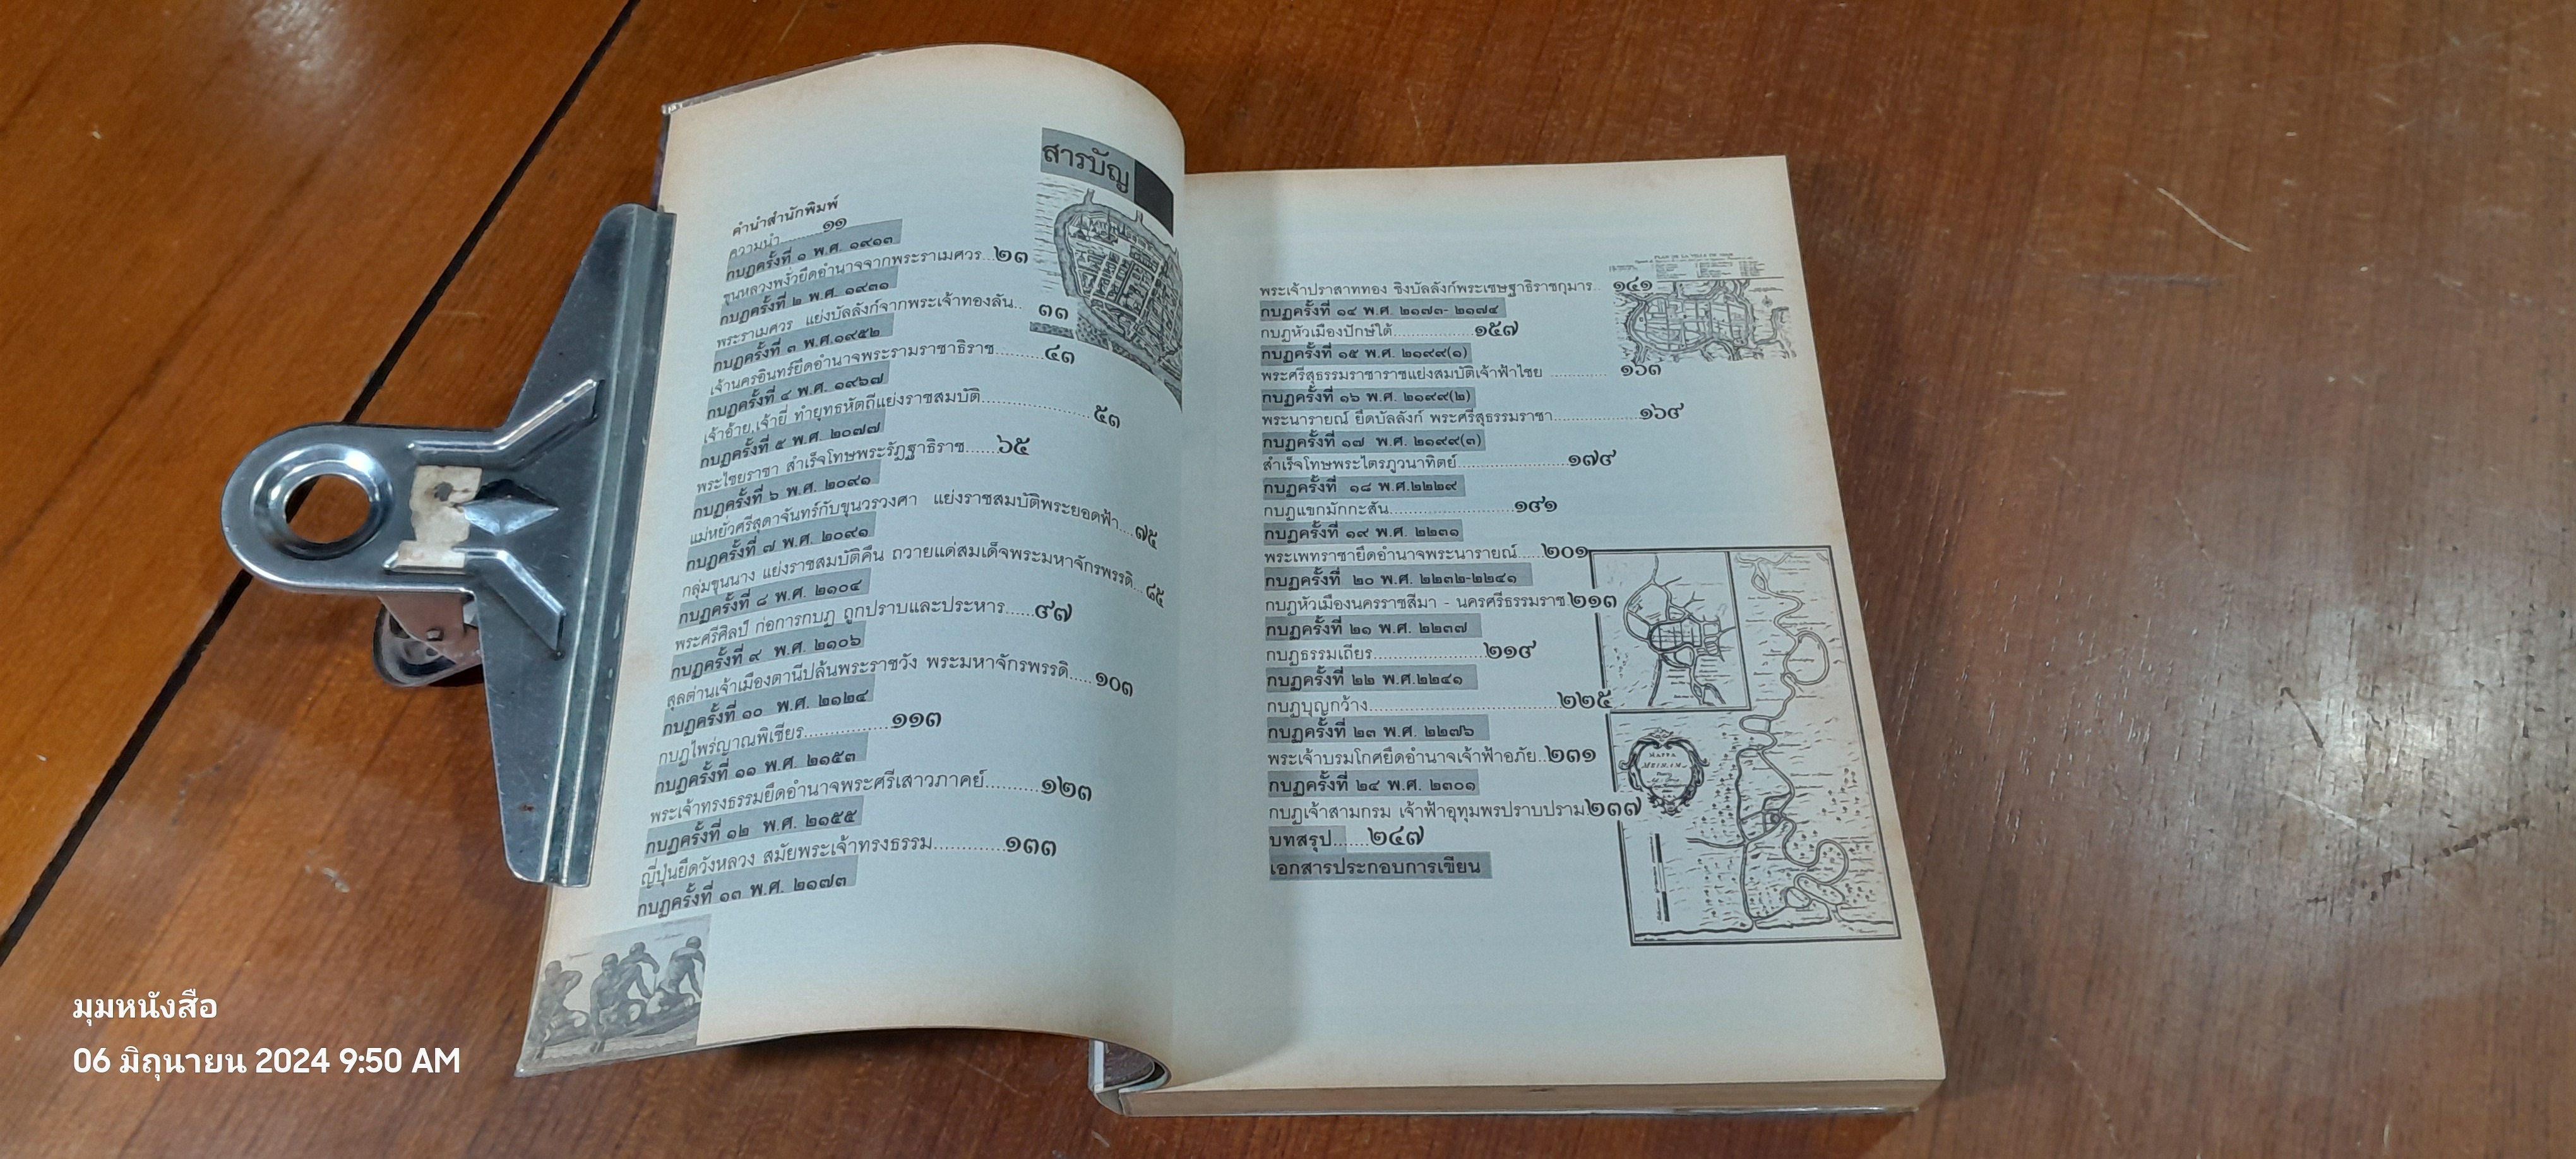 สารบัญ
คำนำสำนักพิมพ์
ความนำ..........๑๑
กบฏครั้งที่ ๑ พ.ศ. ๑๙๑๓
ขุนหลวงพงั่วยึดอำนาจจากพระราเมศวร...๒๓
กบฏครั้งที่ ๒ พ.ศ. ๑๙๓๑
พระราเมศวร แย่งบัลลังก์จากพระเจ้าทองลัน.. ๓๓
กบฏครั้งที่ ๓ พ.ศ.๑๙๕๒
เจ้านครอินทร์ยึดอำนาจพระรามราชาธิราช..........๔๓
กบฏครั้งที่ ๔ พ.ศ. ๑๙๖๗
เจ้าอ้าย,เจ้ายี่ ทำยุทธหัตถีแย่งราชสมบัติ......................๕๓
กบฏครั้งที่ ๕ พ.ศ. ๒๐๗๗
พระไชยราชา สำเร็จโทษพระรัฏฐาธิราช.......๖๕
กบฏครั้งที่ ๖ พ.ศ. ๒๐๙๑
แม่หยัวศรีสุดาจันทร์กับขุนวรวงศา แย่งราชสมบัติพระยอดฟ้า...๗๕
กบฏครั้งที่ ๗ พ.ศ. ๒๐๙๑
กลุ่มขุนนาง แย่งราชสมบัติคืน ถวายแด่สมเด็จพระมหาจักรพรรดิ...๘๕
กบฏครั้งที่ ๘ พ.ศ. ๒๑๐๔
พระศรีศิลป์ ก่อการกบฏ ถูกปราบและประหาร......๙๗
กบฏครั้งที่ ๙ พ.ศ. ๒๑๐๖
สุลต่านเจ้าเมืองตานีปล้นพระราชวัง พระมหาจักรพรรดิ.....๑๐๓
กบฏครั้งที่ ๑๐ พ.ศ. ๒๑๒๔
กบฏไพร่ญาณพิเชียร.................๑๑๓
กบฏครั้งที่ ๑๑ พ.ศ. ๒๑๕๓
พระเจ้าทรงธรรมยึดอำนาจพระศรีเสาวภาคย์..........๑๒๓
กบฏครั้งที่ ๑๒ พ.ศ. ๒๑๕๕
ญี่ปุ่นยึดวังหลวง สมัยพระเจ้าทรงธรรม..............๑๓๓
กบฏครั้งที่ ๑๓ พ.ศ. ๒๑๗๓
พระเจ้าปราสาททอง ชิงบัลลังก์พระเชษฐาธิราชกุมาร.. ๑๔๑
กบฏครั้งที่ ๑๔ พ.ศ. ๒๑๗๓- ๒๑๗๔
กบฏหัวเมืองปักษ์ใต้..................๑๕๗
กบฏครั้งที่ ๑๕ พ.ศ. ๒๑๙๙(๑)
พระศรีสุธรรมราชาราชแย่งสมบัติเจ้าฟ้าไชย ............. ๑๖๓
กบฏครั้งที่ ๑๖ พ.ศ. ๒๑๙๙(๒)
พระนารายณ์ ยึดบัลลังก์ พระศรีสุธรรมราชา...................๑๖๙
กบฏครั้งที่ ๑๗ พ.ศ. ๒๑๙๙(๓)
สำเร็จโทษพระไตรภูวนาทิตย์........................๑๗๙
กบฏครั้งที่ ๑๘ พ.ศ.๒๒๒๙
กบฏแขกมักกะสัน...........................๑๙๑
กบฏครั้งที่ ๑๙ พ.ศ. ๒๒๓๑
พระเพทราชายึดอำนาจพระนารายณ์......๒๐๑
กบฏครั้งที่ ๒๐ พ.ศ. ๒๒๓๒-๒๒๔๑
กบฏหัวเมืองนครราชสีมา - นครศรีธรรมราช.๒๑๓
กบฏครั้งที่ ๒๑ พ.ศ. ๒๒๓๗
กบฏธรรมเถียร........................๒๑๙
กบฏครั้งที่ ๒๒ พ.ศ.๒๒๔๑
กบฏบุญกว้าง.........................................๒๒๕
กบฏครั้งที่ ๒๓ พ.ศ. ๒๒๗๖
พระเจ้าบรมโกศยึดอำนาจเจ้าฟ้าอภัย..๒๓๑
กบฏครั้งที่ ๒๔ พ.ศ. ๒๓๐๑
กบฏเจ้าสามกรม เจ้าฟ้าอุทุมพรปราบปราม.๒๓๗
บทสรุป.......๒๔๗
เอกสารประกอบการเขียน
PLAN DE LA VILLE DE SIAM
MAPPA
MEINAM
มุมหนังสือ
06 มิถุนายน 2024 9:50 AM